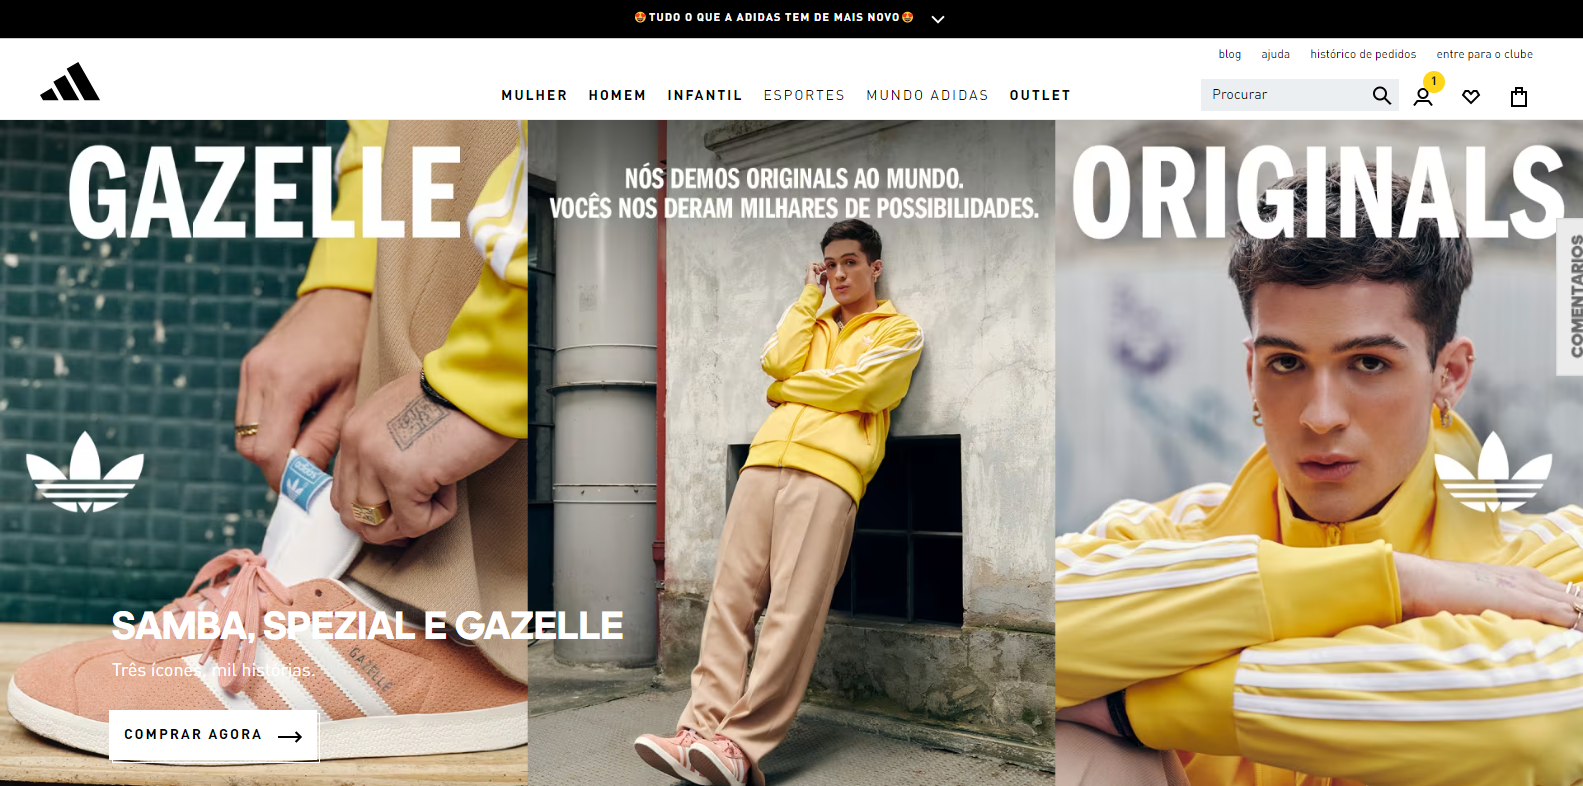 🤩TUDO O QUE A ADIDAS TEM DE MAIS NOVO🤩
blog ajuda histórico de pedidos entre para o clube
MULHER HOMEM INFANTIL ESPORTES MUNDO ADIDAS OUTLET
Procurar
1
GAZELLE
NÓS DEMOS ORIGINALS AO MUNDO.
VOCÊS NOS DERAM MILHARES DE POSSIBILIDADES.
ORIGINALS
COMENTARIOS
adidas
SAMBA, SPEZIAL E GAZELLE
Três ícones, mil histórias.
GAZELLE
COMPRAR AGORA